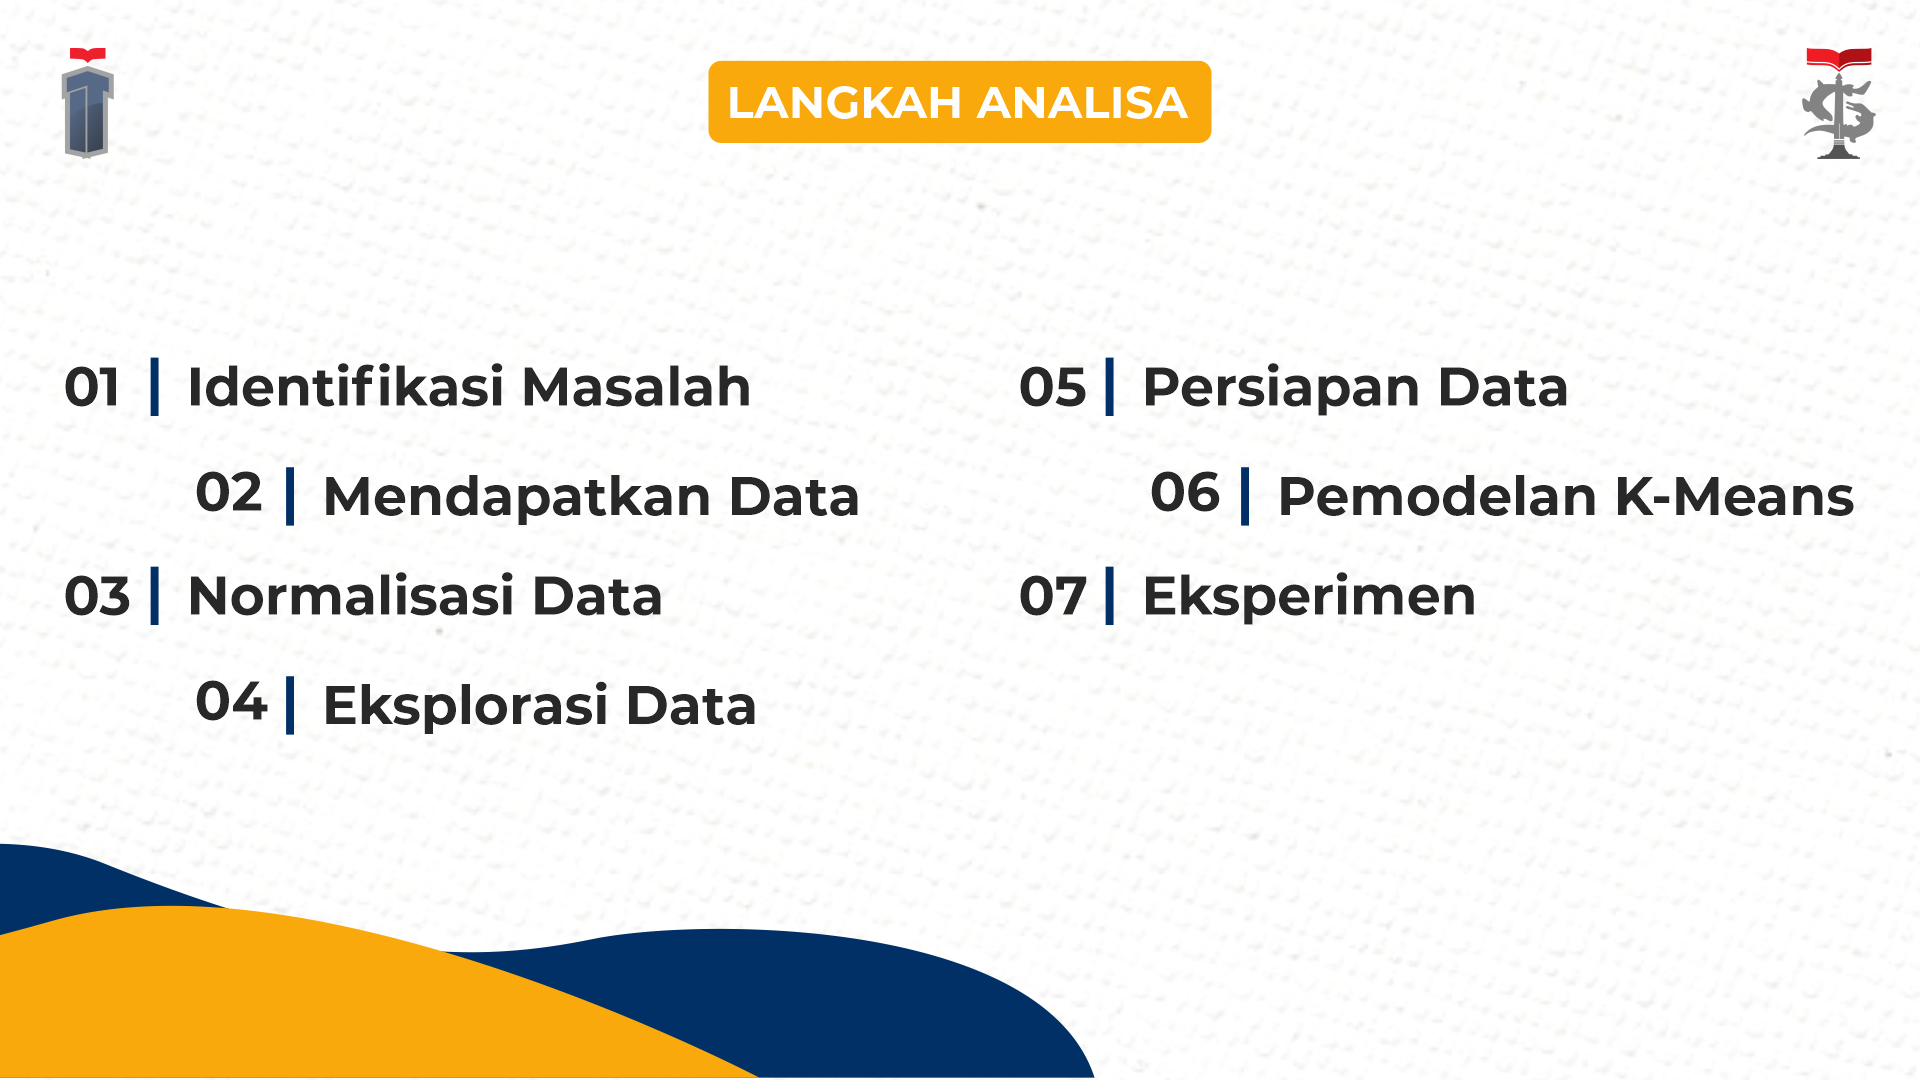 LANGKAH ANALISA
01 Identifikasi Masalah
02 Mendapatkan Data
03 Normalisasi Data
04 Eksplorasi Data
05 Persiapan Data
06 Pemodelan K-Means
07 Eksperimen